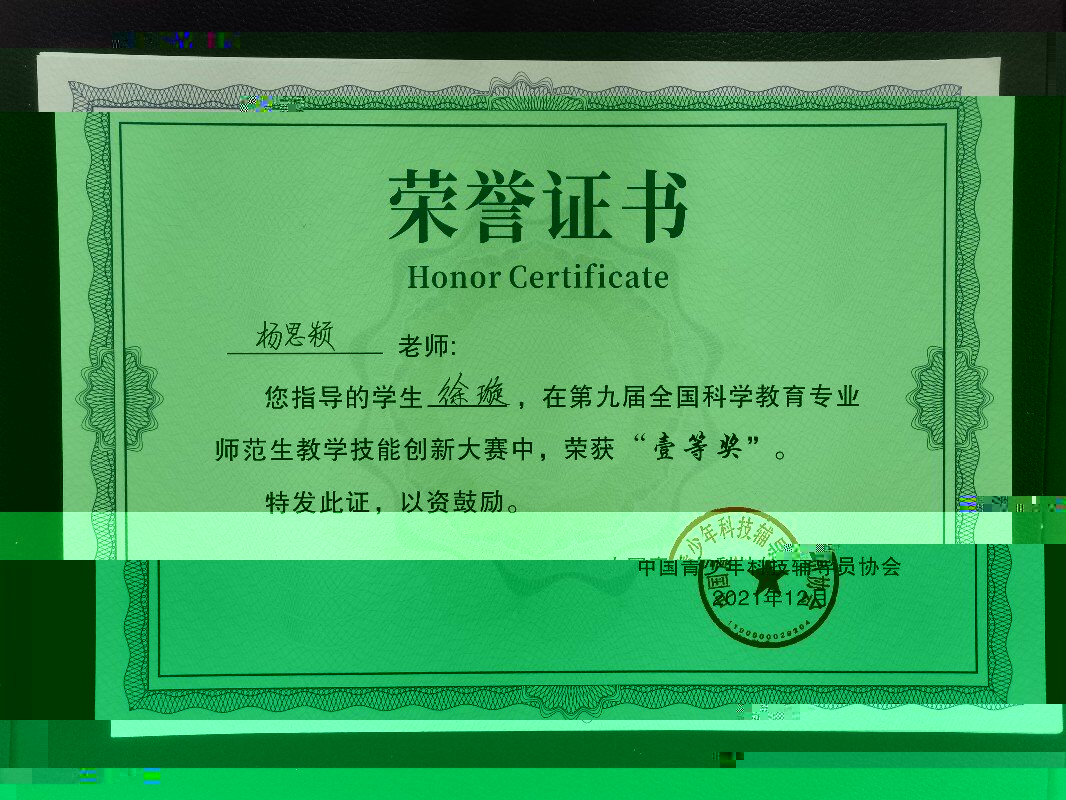 荣誉证书
Honor Certificate
杨思颖 老师:
您指导的学生徐璇，在第九届全国科学教育专业
师范生教学技能创新大赛中，荣获“壹等奖”。
特发此证，以资鼓励。
中国青少年科技辅导员协会
2021年12月